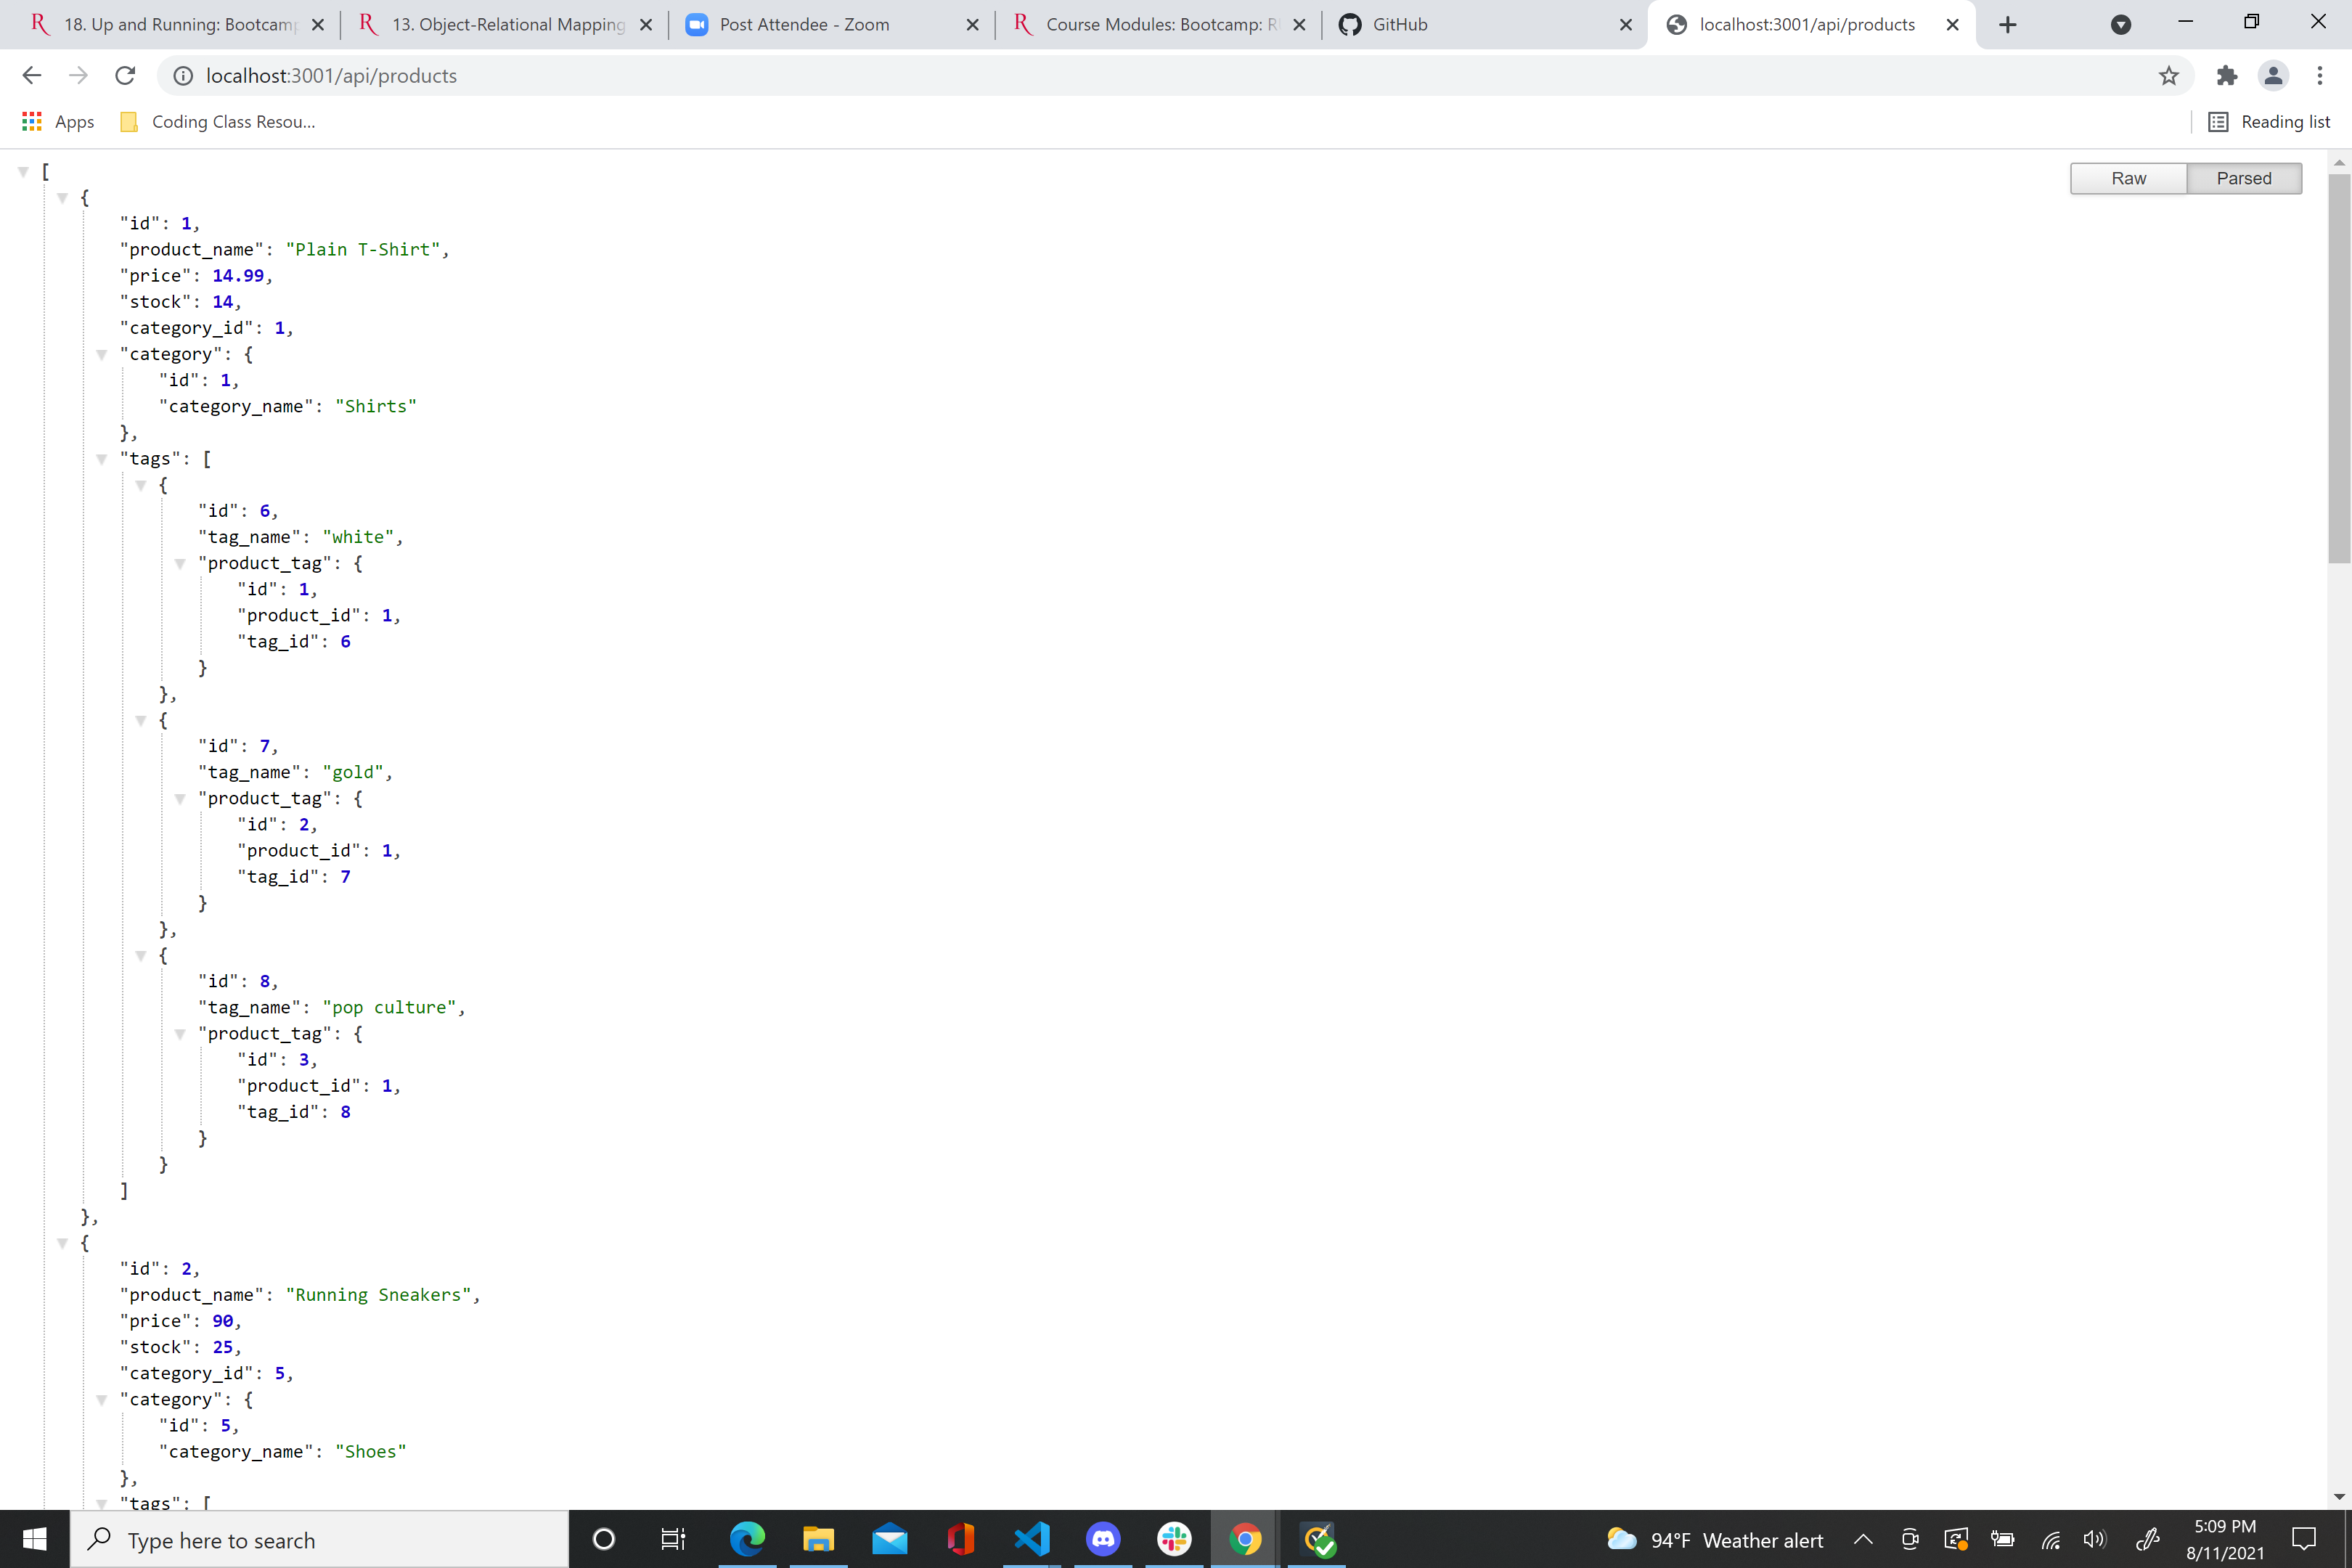 18. Up and Running: Bootcamp
13. Object-Relational Mapping
Post Attendee - Zoom
Course Modules: Bootcamp: R
GitHub
localhost:3001/api/products
localhost:3001/api/products
Apps
Coding Class Resou...
Reading list
Raw
Parsed
[
{
"id": 1,
"product_name": "Plain T-Shirt",
"price": 14.99,
"stock": 14,
"category_id": 1,
"category": {
"id": 1,
"category_name": "Shirts"
},
"tags": [
{
"id": 6,
"tag_name": "white",
"product_tag": {
"id": 1,
"product_id": 1,
"tag_id": 6
}
},
{
"id": 7,
"tag_name": "gold",
"product_tag": {
"id": 2,
"product_id": 1,
"tag_id": 7
}
},
{
"id": 8,
"tag_name": "pop culture",
"product_tag": {
"id": 3,
"product_id": 1,
"tag_id": 8
}
}
]
},
{
"id": 2,
"product_name": "Running Sneakers",
"price": 90,
"stock": 25,
"category_id": 5,
"category": {
"id": 5,
"category_name": "Shoes"
},
"tags": [
Type here to search
94°F Weather alert
5:09 PM
8/11/2021